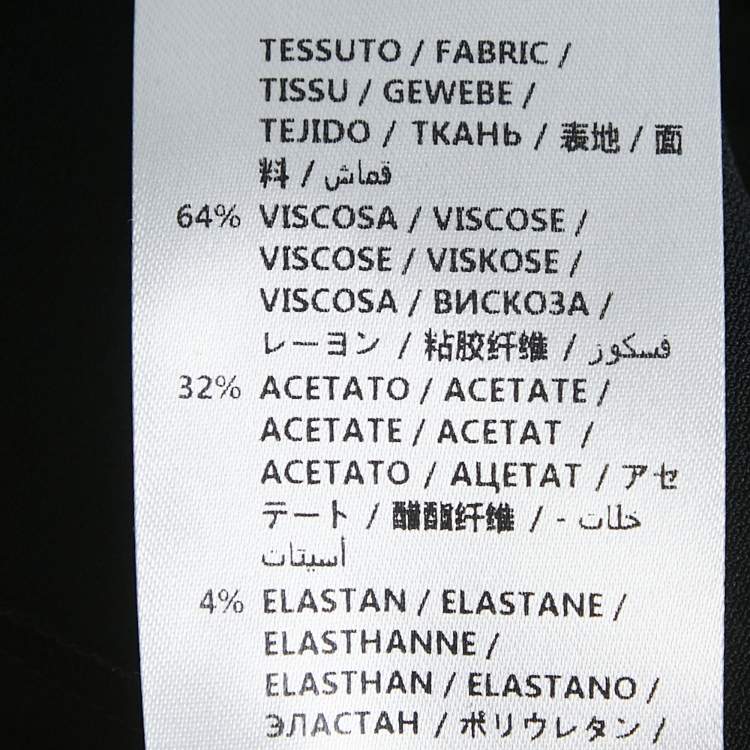 TESSUTO / FABRIC /
TISSU / GEWEBE /
TEJIDO / ТКАНЬ / 表地 / 面
料 / قماش
64% VISCOSA / VISCOSE /
VISCOSE / VISKOSE /
VISCOSA / ВИСКОЗА /
レーヨン / 粘胶纤维 / فسكوز
32% ACETATO / ACETATE /
ACETATE / ACETAT /
ACETATO / АЦЕТАТ / アセ
テート / 醋酯纤维 / - خلات
أسيتات
4% ELASTAN / ELASTANE /
ELASTHANNE /
ELASTHAN / ELASTANO /
ЭЛАСТАН / ポリウレタン /